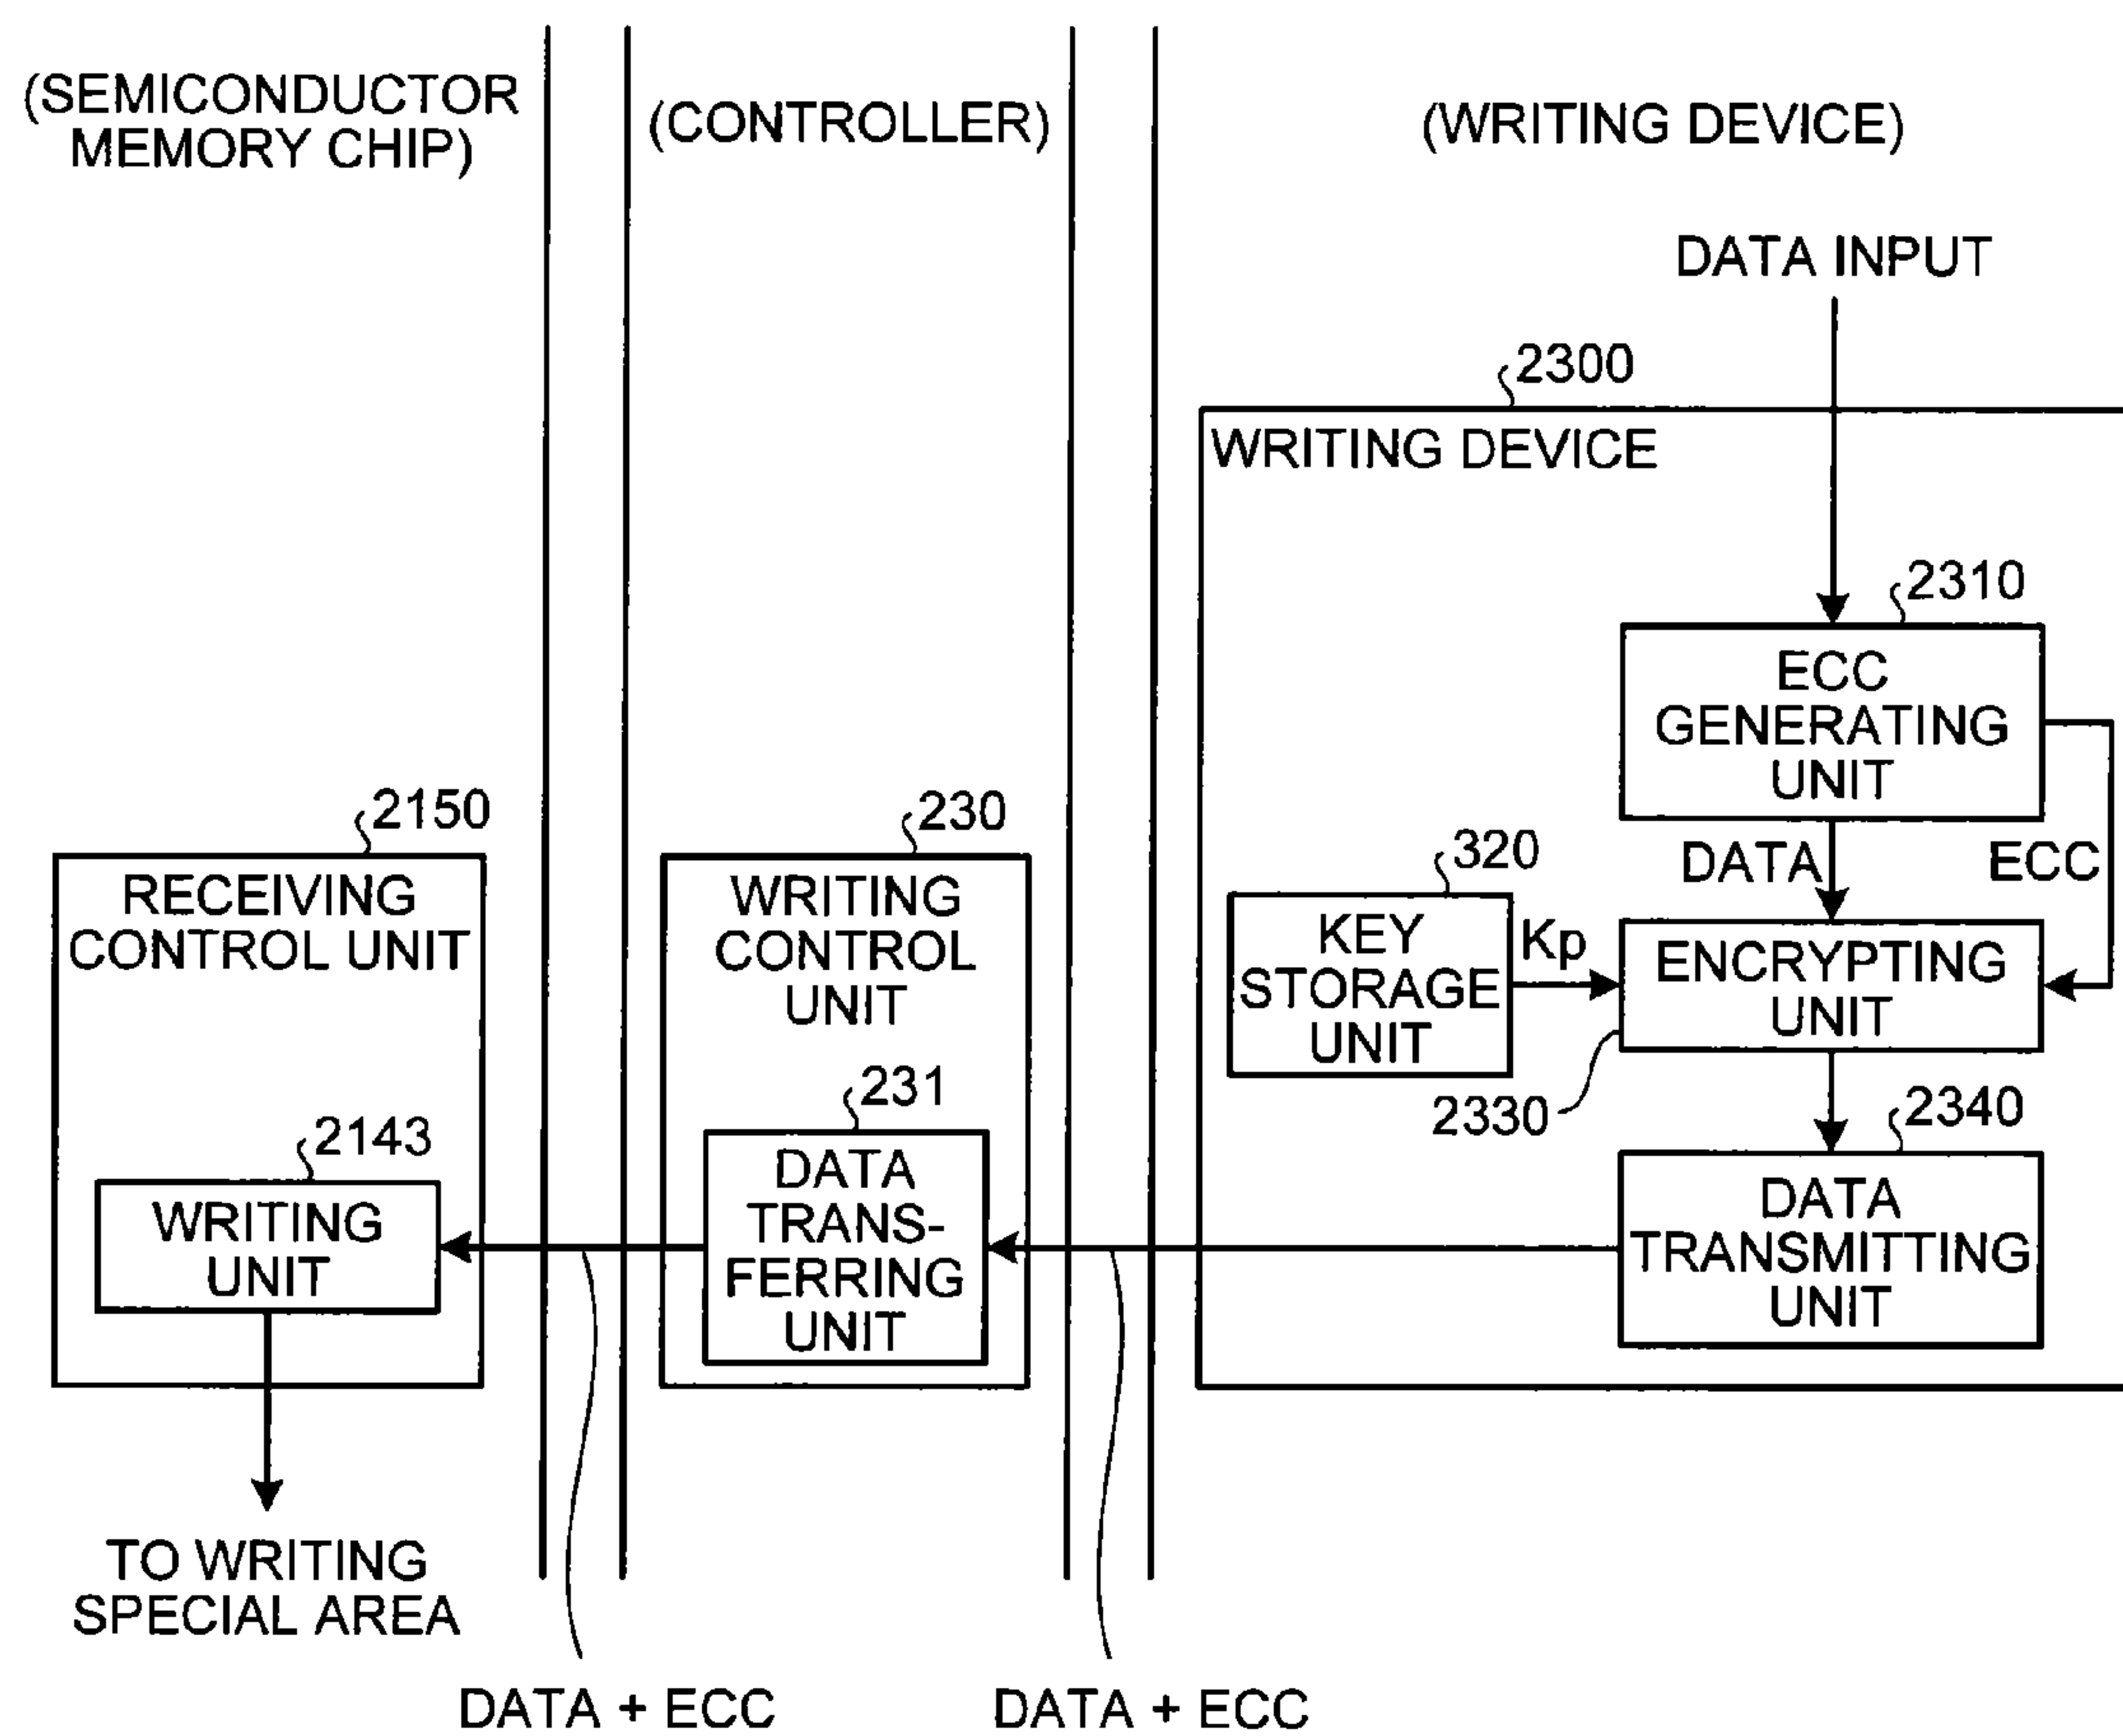 (SEMICONDUCTOR
MEMORY CHIP)
(CONTROLLER)
(WRITING DEVICE)
DATA INPUT
2300
WRITING DEVICE
2310
ECC
GENERATING
UNIT
DATA
ECC
320
KEY
STORAGE
UNIT
Kp
ENCRYPTING
UNIT
2330
2340
DATA
TRANSMITTING
UNIT
230
WRITING
CONTROL
UNIT
231
DATA
TRANS-
FERRING
UNIT
2150
RECEIVING
CONTROL UNIT
2143
WRITING
UNIT
TO WRITING
SPECIAL AREA
DATA + ECC
DATA + ECC